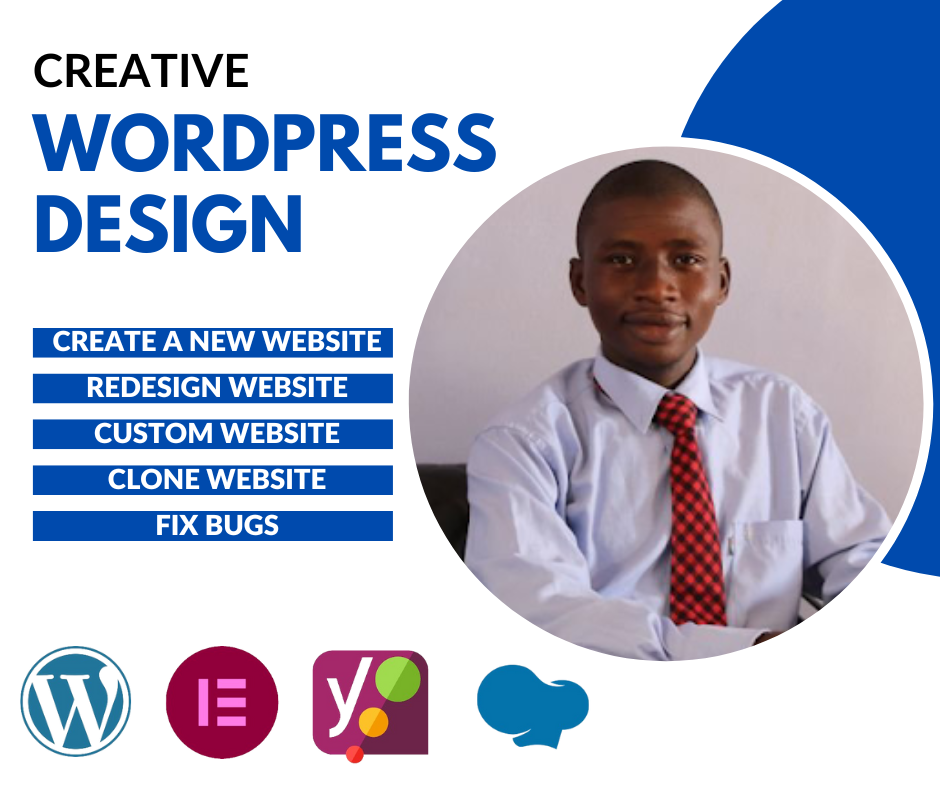 CREATIVE
WORDPRESS
DESIGN
CREATE A NEW WEBSITE
REDESIGN WEBSITE
CUSTOM WEBSITE
CLONE WEBSITE
FIX BUGS